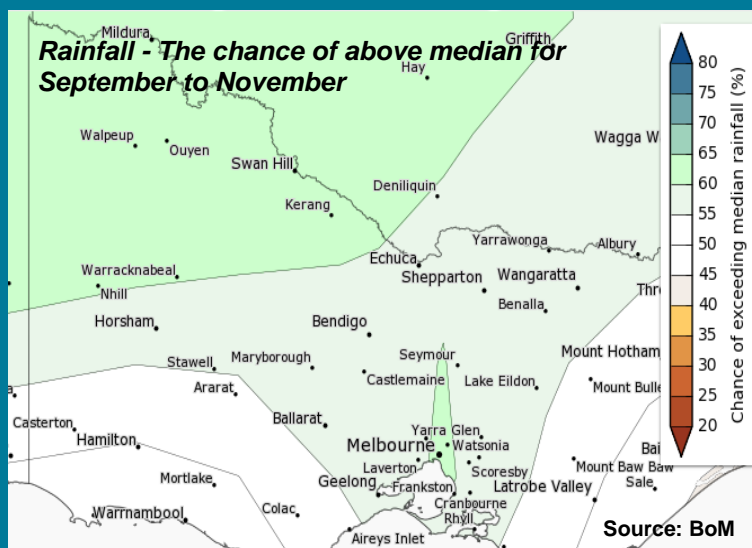 Mildura
Griffith
Rainfall - The chance of above median for
September to November
Hay
Walpeup
Ouyen
Wagga W
Swan Hill
Deniliquin
Kerang
Yarrawonga
Albury
Echuca
Warracknabeal
Shepparton
Wangaratta
Nhill
Thr
Benalla
Horsham
Bendigo
Stawell
Maryborough
Seymour
Mount Hotham
Ararat
Castlemaine
Lake Eildon
Mount Bulle
Casterton
Ballarat
Hamilton
Yarra Glen
Melbourne
Watsonia
Bai
Laverton
Scoresby
Mount Baw Baw
Mortlake
Geelong
Frankston
Latrobe Valley
Sale
Colac
Cranbourne
Warrnambool
Rhyll
Aireys Inlet
Source: BoM
80
75
70
65
60
55
50
45
40
35
30
25
20
Chance of exceeding median rainfall (%)